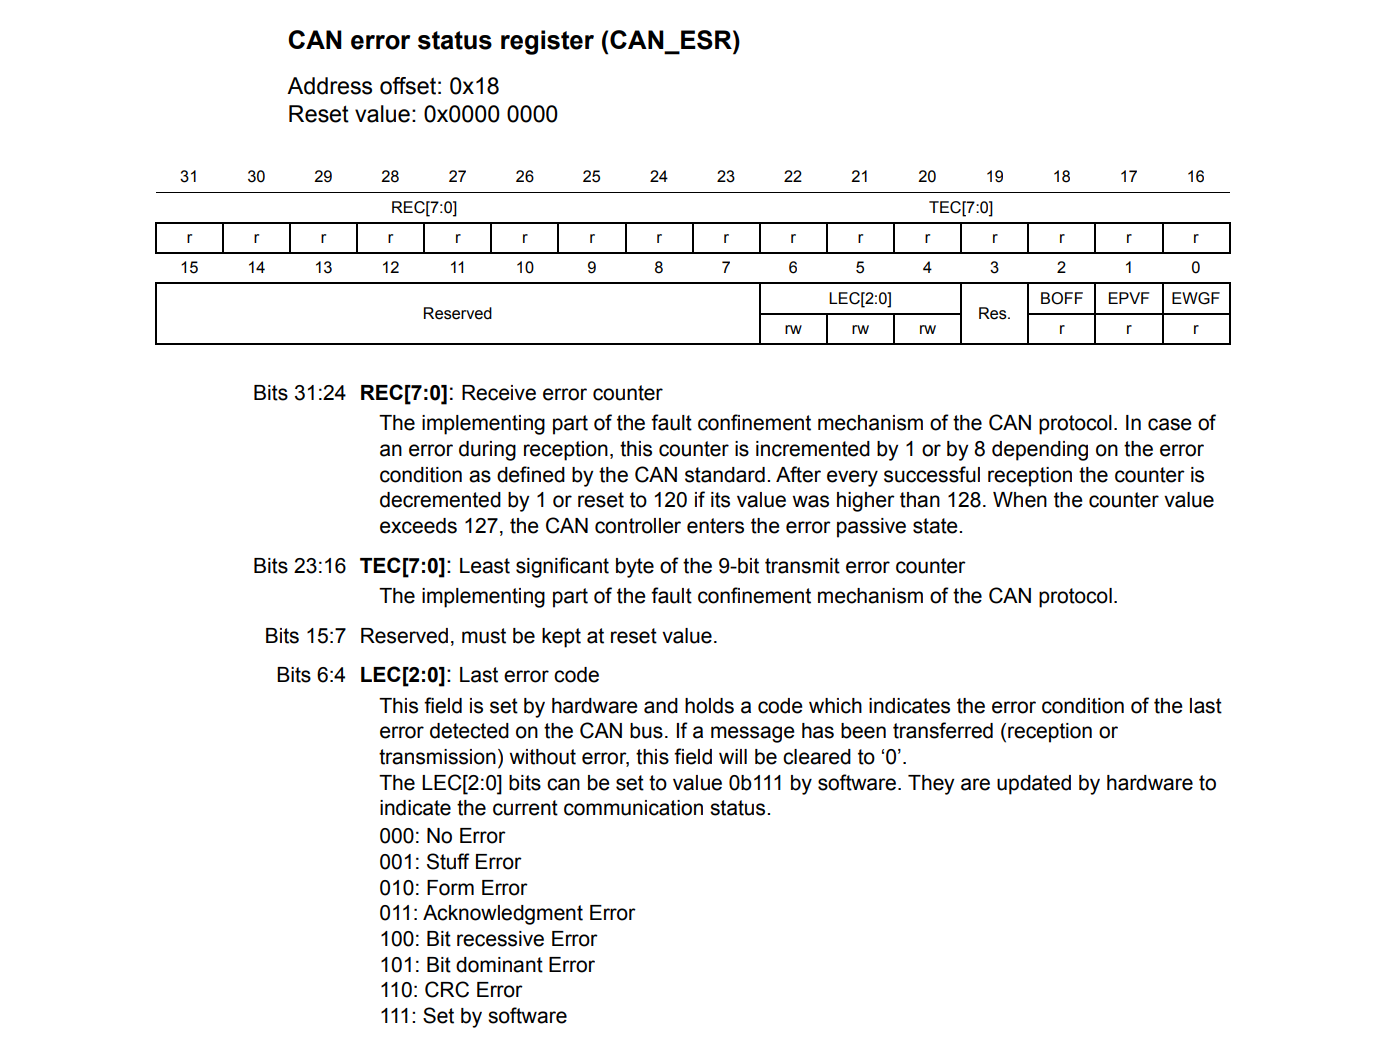 CAN error status register (CAN_ESR)
Address offset: 0x18
Reset value: 0x0000 0000
31 30 29 28 27 26 25 24 23 22 21 20 19 18 17 16
REC[7:0] TEC[7:0]
r r r r r r r r r r r r r r r r
15 14 13 12 11 10 9 8 7 6 5 4 3 2 1 0
Reserved LEC[2:0] Res. BOFF EPVF EWGF
rw rw rw r r r
Bits 31:24 REC[7:0]: Receive error counter
The implementing part of the fault confinement mechanism of the CAN protocol. In case of
an error during reception, this counter is incremented by 1 or by 8 depending on the error
condition as defined by the CAN standard. After every successful reception the counter is
decremented by 1 or reset to 120 if its value was higher than 128. When the counter value
exceeds 127, the CAN controller enters the error passive state.
Bits 23:16 TEC[7:0]: Least significant byte of the 9-bit transmit error counter
The implementing part of the fault confinement mechanism of the CAN protocol.
Bits 15:7 Reserved, must be kept at reset value.
Bits 6:4 LEC[2:0]: Last error code
This field is set by hardware and holds a code which indicates the error condition of the last
error detected on the CAN bus. If a message has been transferred (reception or
transmission) without error, this field will be cleared to ‘0’.
The LEC[2:0] bits can be set to value 0b111 by software. They are updated by hardware to
indicate the current communication status.
000: No Error
001: Stuff Error
010: Form Error
011: Acknowledgment Error
100: Bit recessive Error
101: Bit dominant Error
110: CRC Error
111: Set by software